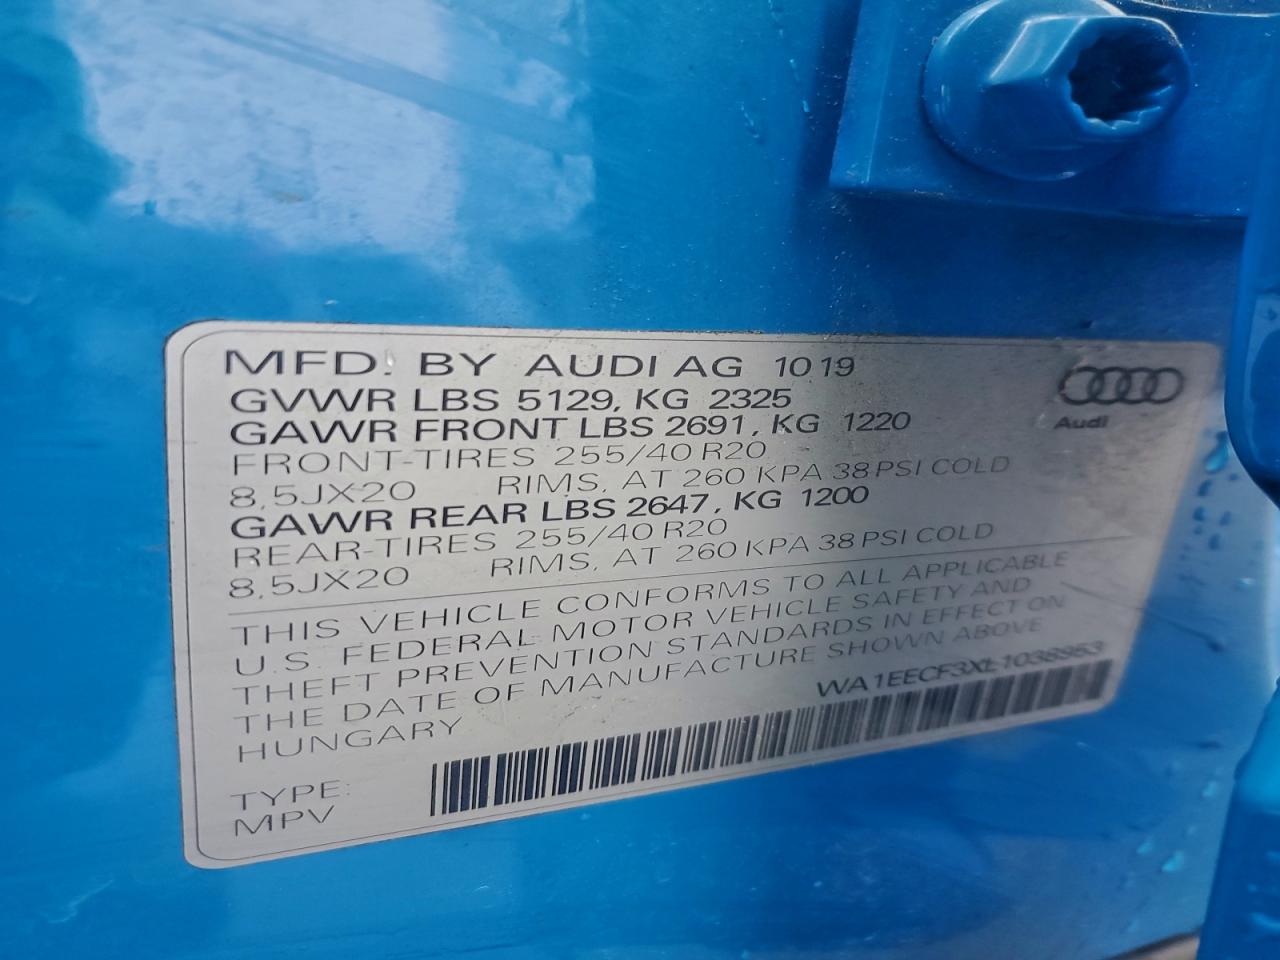 MFD. BY AUDI AG 10 19
GVWR LBS 5129, KG 2325
GAWR FRONT LBS 2691, KG 1220
FRONT-TIRES 255/40 R20
8,5JX20 RIMS, AT 260 KPA 38 PSI COLD
GAWR REAR LBS 2647, KG 1200
REAR-TIRES 255/40 R20
8,5JX20 RIMS, AT 260 KPA 38 PSI COLD
Audi
THIS VEHICLE CONFORMS TO ALL APPLICABLE
U.S. FEDERAL MOTOR VEHICLE SAFETY AND
THEFT PREVENTION STANDARDS IN EFFECT ON
THE DATE OF MANUFACTURE SHOWN ABOVE
HUNGARY
WA1EECF3XL1038953
TYPE:
MPV